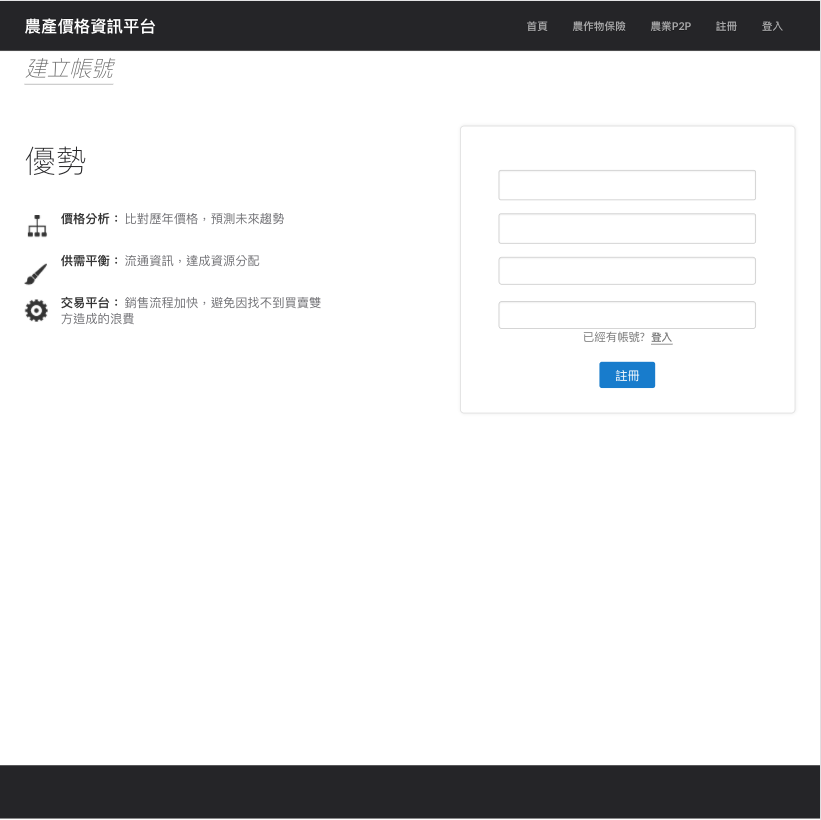 農產價格資訊平台
首頁 農作物保險 農業P2P 註冊 登入
建立帳號
優勢
價格分析： 比對歷年價格，預測未來趨勢
供需平衡： 流通資訊，達成資源分配
交易平台： 銷售流程加快，避免因找不到買賣雙
方造成的浪費
已經有帳號? 登入
註冊